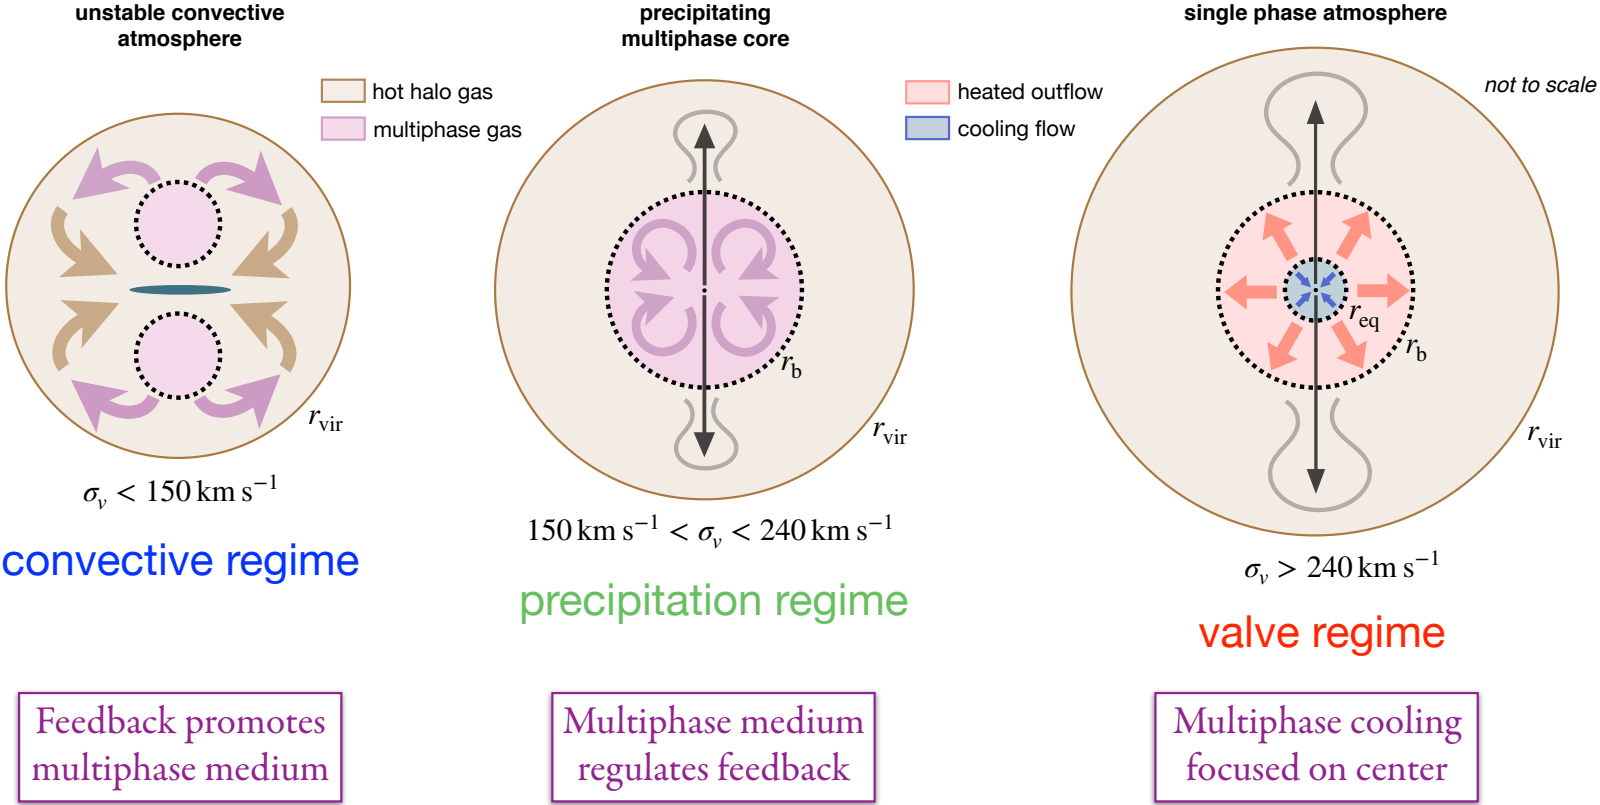 unstable convective
atmosphere
precipitating
multiphase core
single phase atmosphere
hot halo gas
multiphase gas
heated outflow
cooling flow
not to scale
r_eq
r_b
r_b
r_vir
r_vir
r_vir
σ_v < 150 km s⁻¹
150 km s⁻¹ < σ_v < 240 km s⁻¹
σ_v > 240 km s⁻¹
convective regime
precipitation regime
valve regime
Feedback promotes
multiphase medium
Multiphase medium
regulates feedback
Multiphase cooling
focused on center